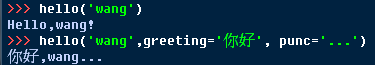 >>> hello('wang')
Hello,wang!
>>> hello('wang',greeting='你好', punc='...')
你好,wang...